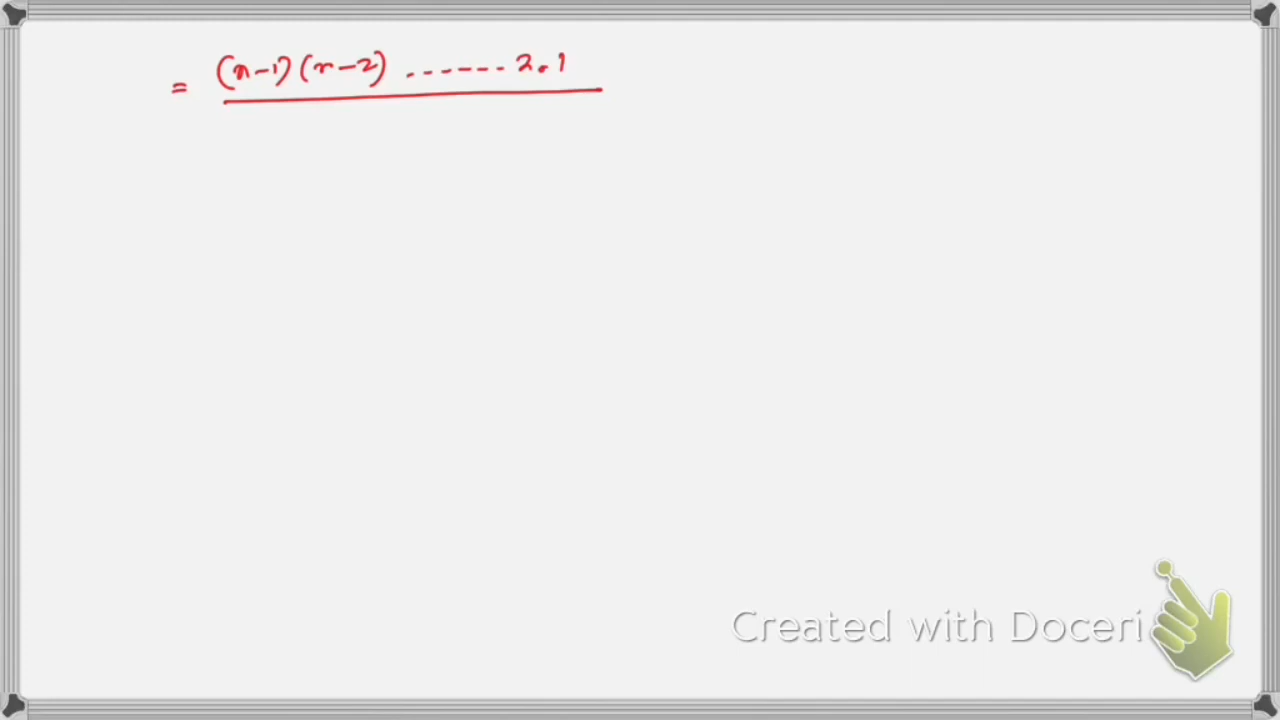 = (n-1)(n-2) ....... 2.1
Created with Doceri